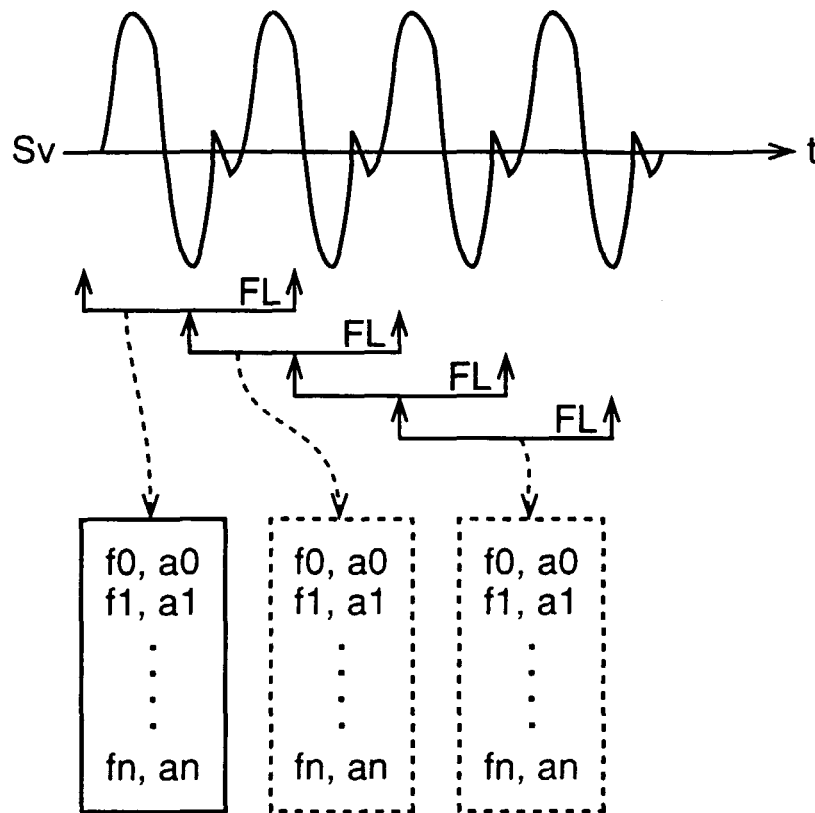 Sv
t
FL
FL
FL
FL
f0, a0
f1, a1
fn, an
f0, a0
f1, a1
fn, an
f0, a0
f1, a1
fn, an